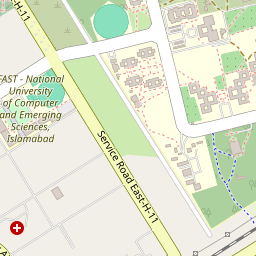 -H-11
FAST - National
University
of Computer
and Emerging
Sciences,
Islamabad
Service Road East-H-11